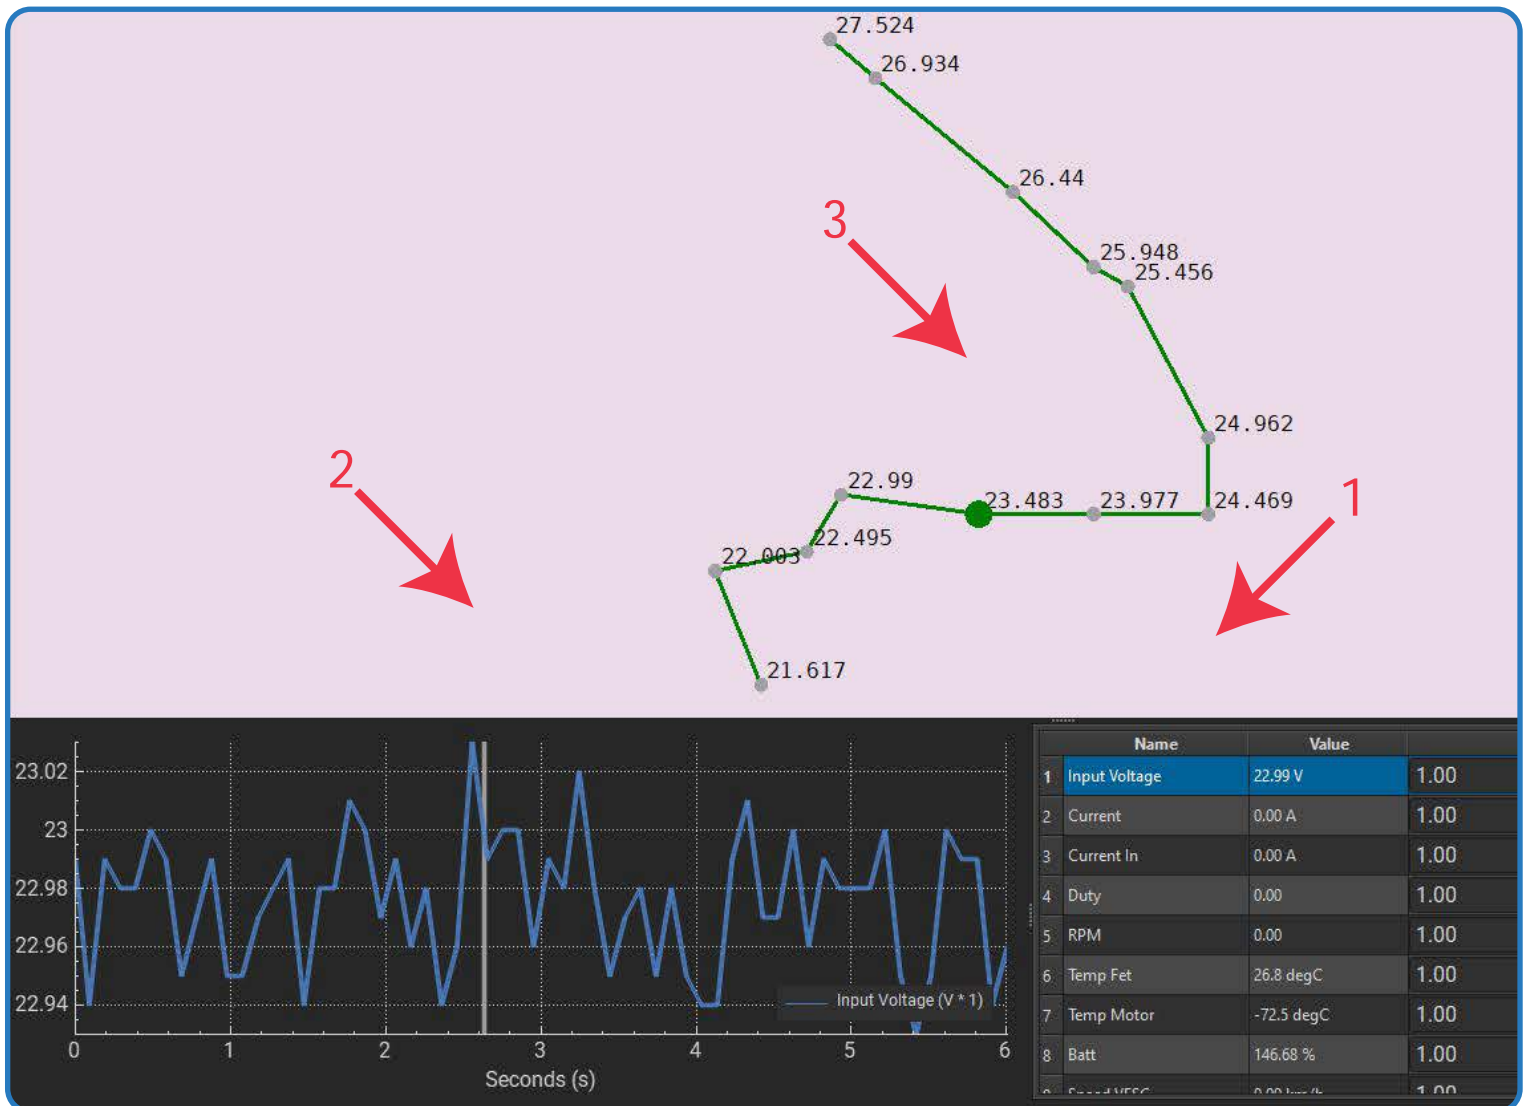 27.524
26.934
26.44
3
25.948
25.456
24.962
2
22.99
23.483
23.977
24.469
1
22.495
22.003
21.617
23.02
23
22.98
22.96
22.94
Input Voltage (V * 1)
0 1 2 3 4 5 6
Seconds (s)
Name Value
1 Input Voltage 22.99 V 1.00
2 Current 0.00 A 1.00
3 Current In 0.00 A 1.00
4 Duty 0.00 1.00
5 RPM 0.00 1.00
6 Temp Fet 26.8 degC 1.00
7 Temp Motor -72.5 degC 1.00
8 Batt 146.68 % 1.00